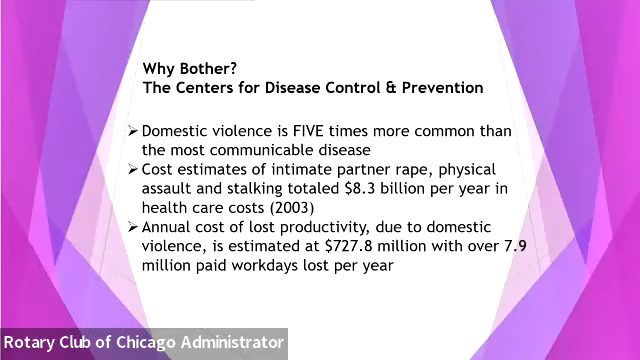 Why Bother?
The Centers for Disease Control & Prevention
➤Domestic violence is FIVE times more common than
the most communicable disease
➤Cost estimates of intimate partner rape, physical
assault and stalking totaled $8.3 billion per year in
health care costs (2003)
➤Annual cost of lost productivity, due to domestic
violence, is estimated at $727.8 million with over 7.9
million paid workdays lost per year
Rotary Club of Chicago Administrator